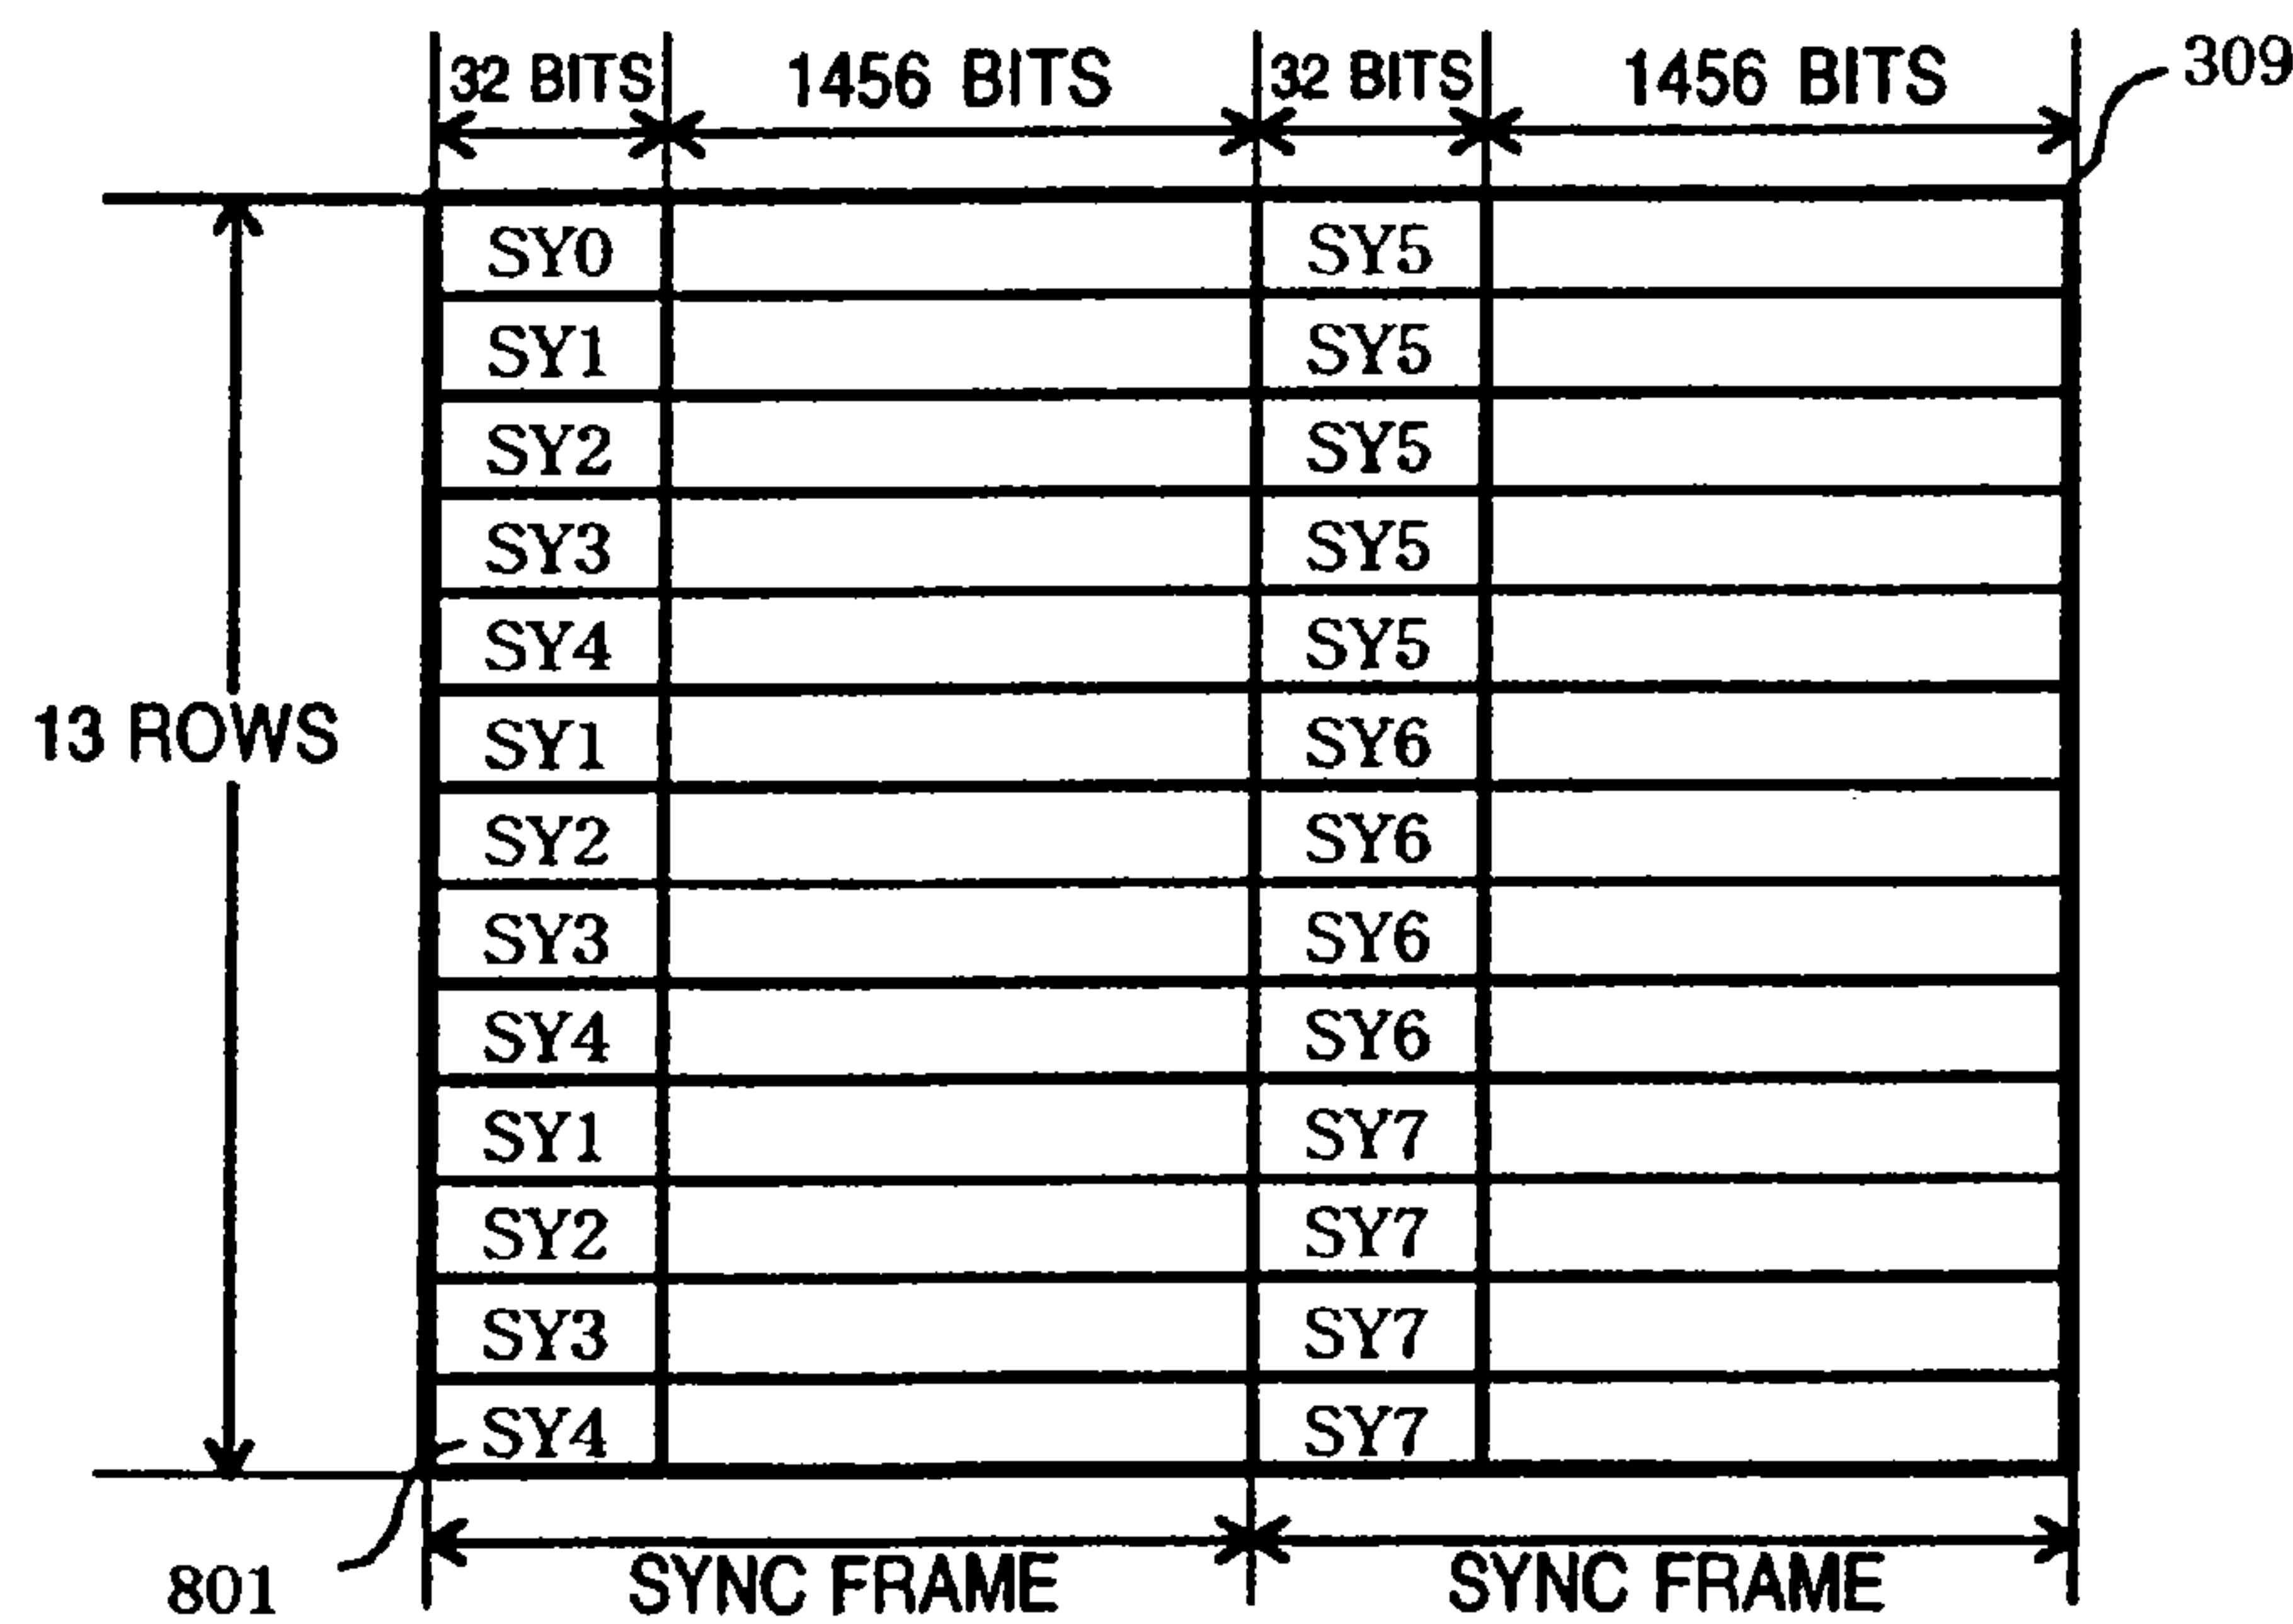 32 BITS 1456 BITS 32 BITS 1456 BITS 309
SY0 SY5
SY1 SY5
SY2 SY5
SY3 SY5
SY4 SY5
13 ROWS SY1 SY6
SY2 SY6
SY3 SY6
SY4 SY6
SY1 SY7
SY2 SY7
SY3 SY7
SY4 SY7
801 SYNC FRAME SYNC FRAME